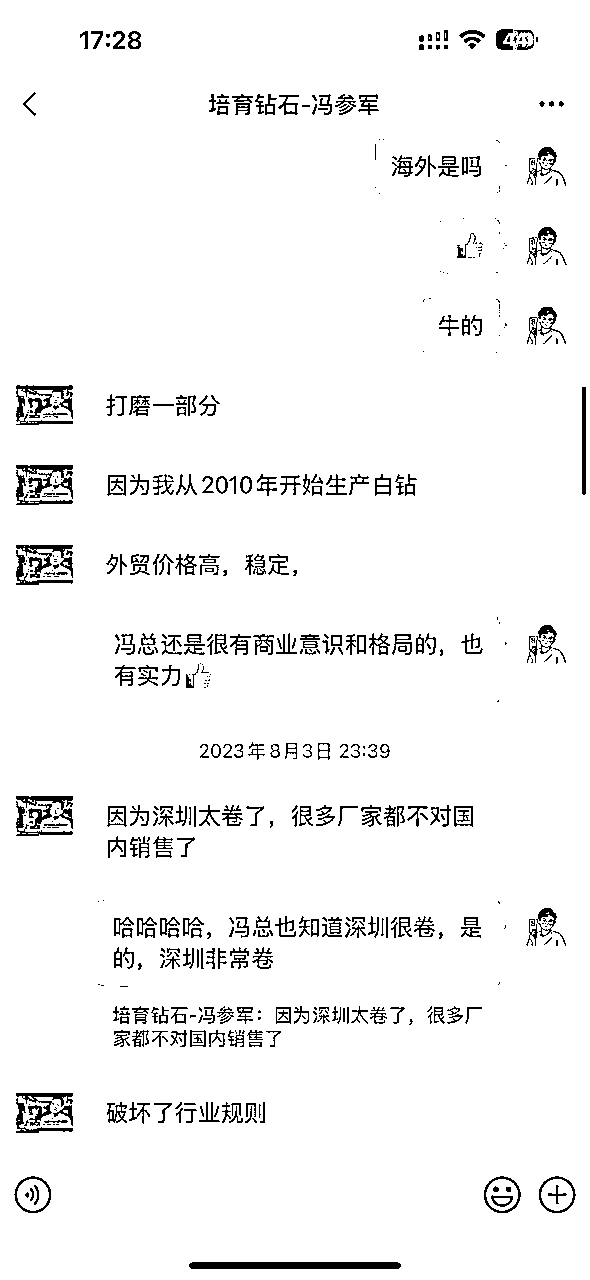 17:28
培育钻石-冯参军
海外是吗
牛的
打磨一部分
因为我从2010年开始生产白钻
外贸价格高，稳定，
冯总还是很有商业意识和格局的，也
有实力
2023年8月3日 23:39
因为深圳太卷了，很多厂家都不对国
内销售了
哈哈哈哈，冯总也知道深圳很卷，是
的，深圳非常卷
培育钻石-冯参军：因为深圳太卷了，很多厂
家都不对国内销售了
破坏了行业规则